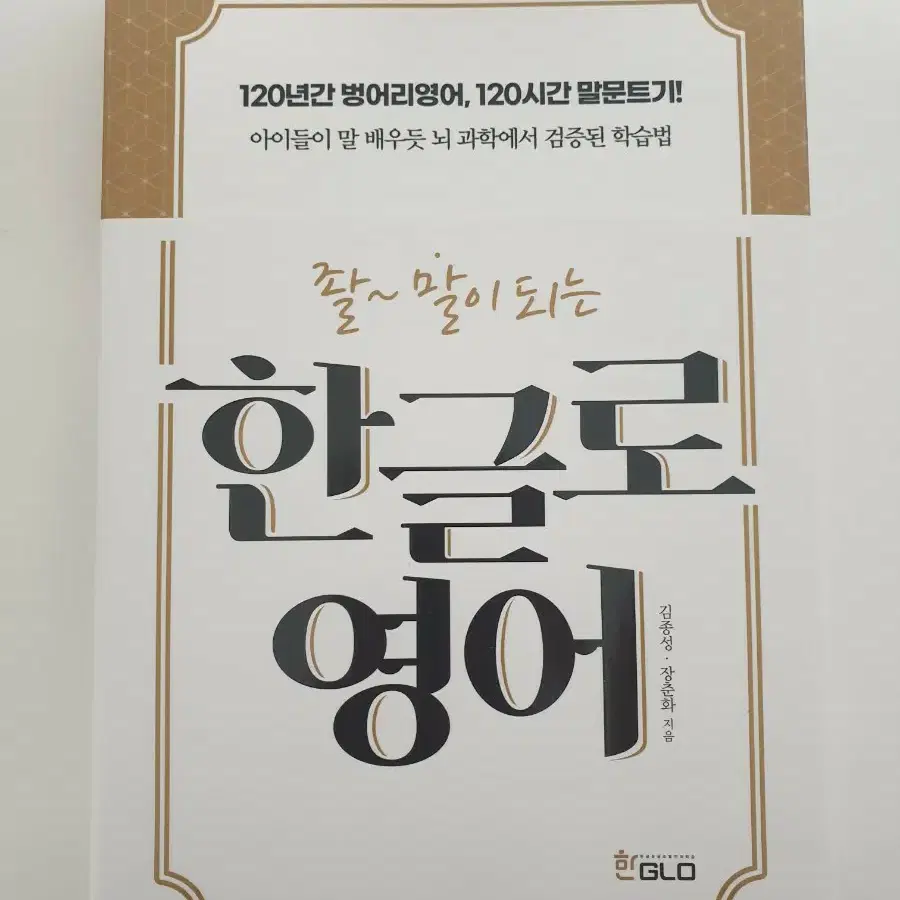 120년간 벙어리영어, 120시간 말문트기!
아이들이 말 배우듯 뇌 과학에서 검증된 학습법
좔~ 말이 되는
한글로
영어
김종성 · 장춘화 지음
한GLO